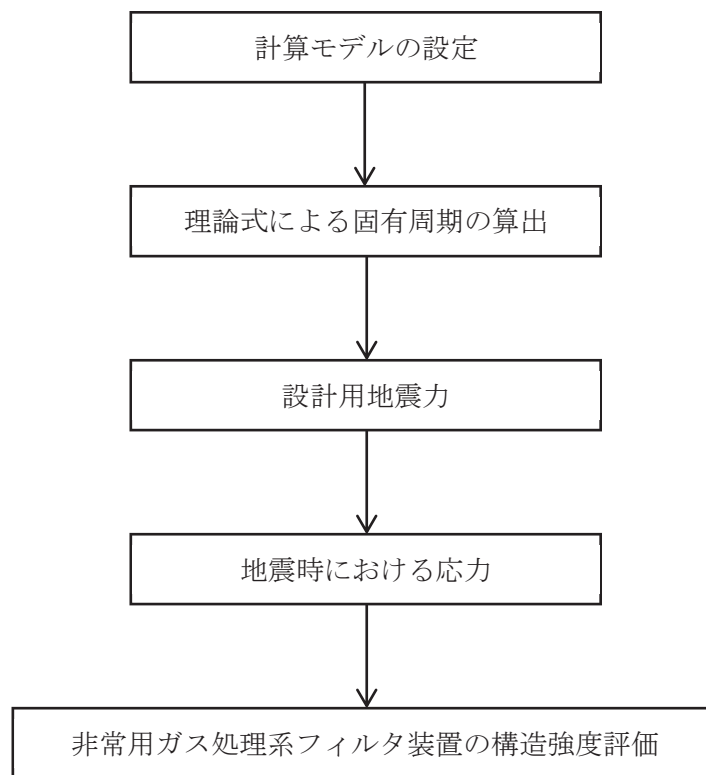 計算モデルの設定
理論式による固有周期の算出
設計用地震力
地震時における応力
非常用ガス処理系フィルタ装置の構造強度評価